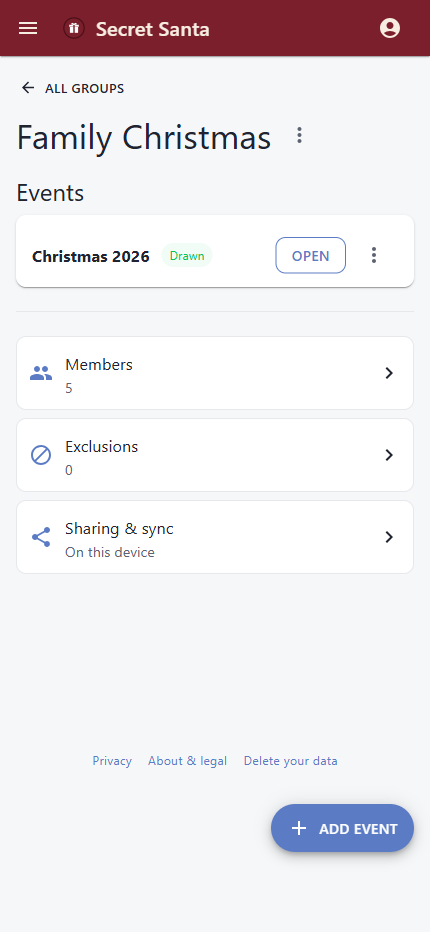 Secret Santa
ALL GROUPS
Family Christmas
Events
Christmas 2026 Drawn OPEN
Members
5
Exclusions
0
Sharing & sync
On this device
Privacy About & legal Delete your data
ADD EVENT